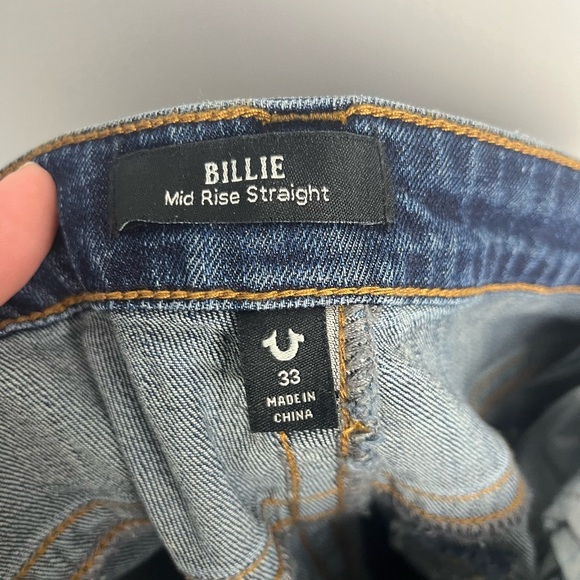 BILLIE
Mid Rise Straight
33
MADE IN
CHINA